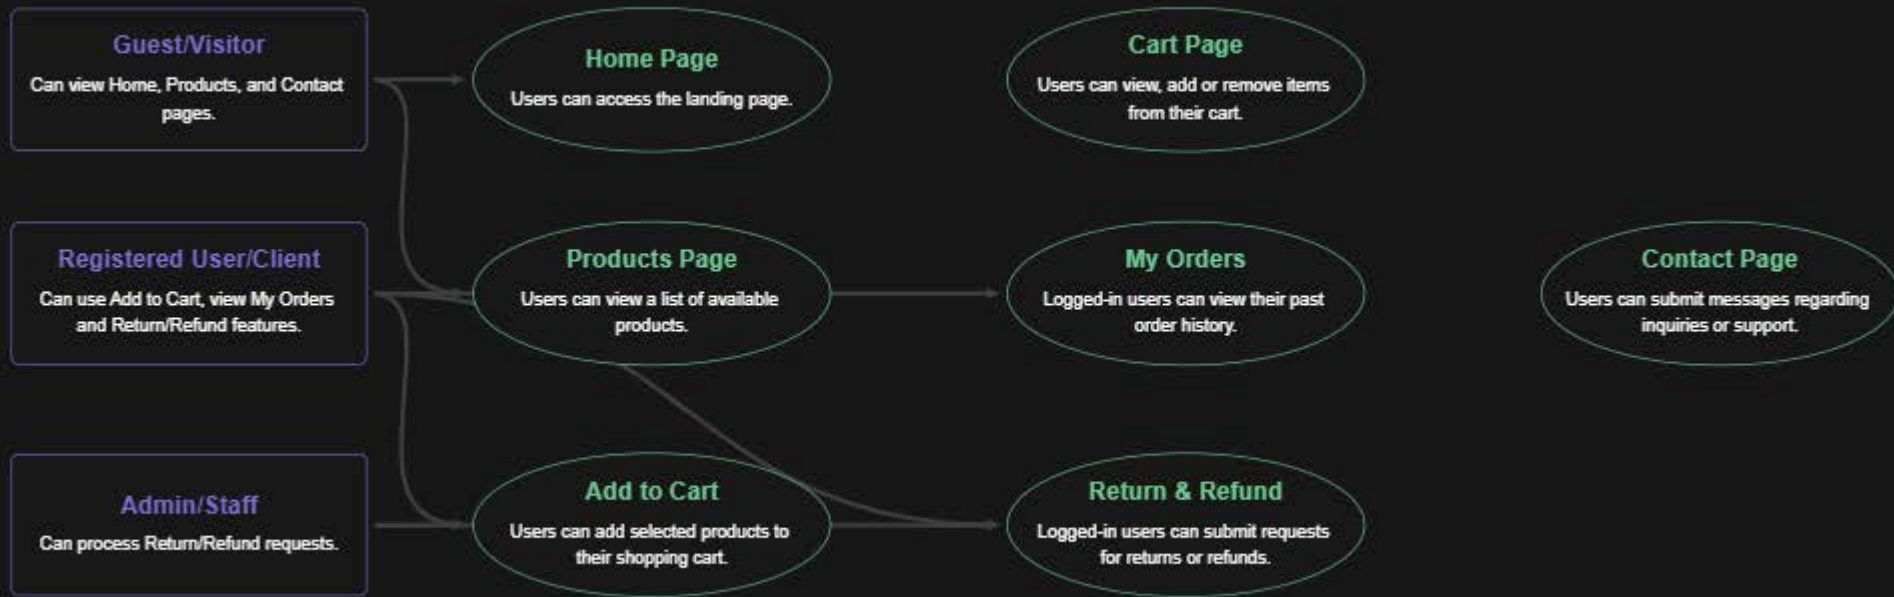 Guest/Visitor
Can view Home, Products, and Contact
pages.
Home Page
Users can access the landing page.
Cart Page
Users can view, add or remove items
from their cart.
Registered User/Client
Can use Add to Cart, view My Orders
and Return/Refund features.
Products Page
Users can view a list of available
products.
My Orders
Logged-in users can view their past
order history.
Contact Page
Users can submit messages regarding
inquiries or support.
Admin/Staff
Can process Return/Refund requests.
Add to Cart
Users can add selected products to
their shopping cart.
Return & Refund
Logged-in users can submit requests
for returns or refunds.